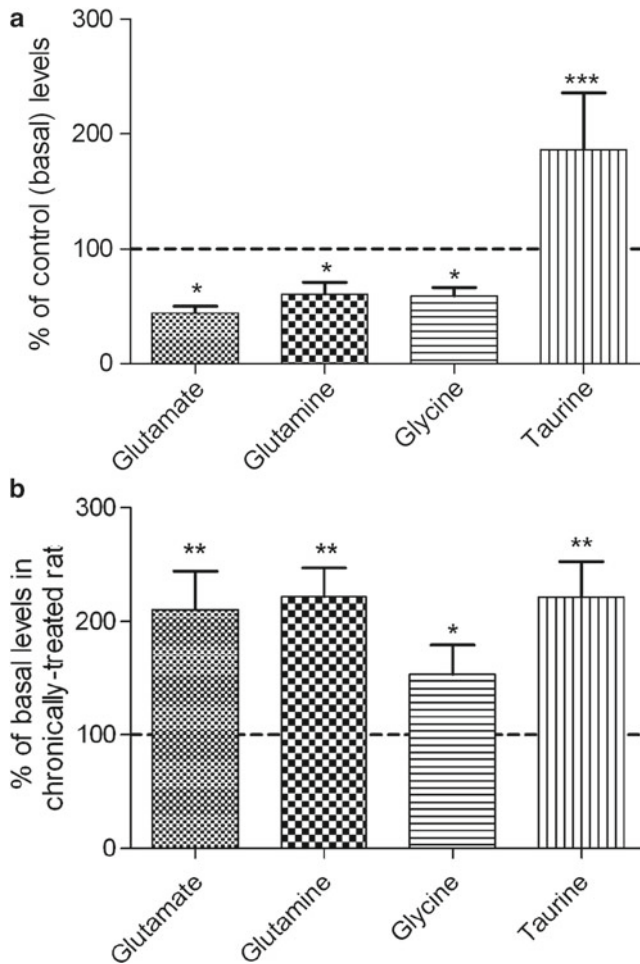 a
% of control (basal) levels
300
200
100
0
*
*
*
***
Glutamate
Glutamine
Glycine
Taurine
b
% of basal levels in
chronically-treated rat
300
200
100
0
**
**
*
**
Glutamate
Glutamine
Glycine
Taurine